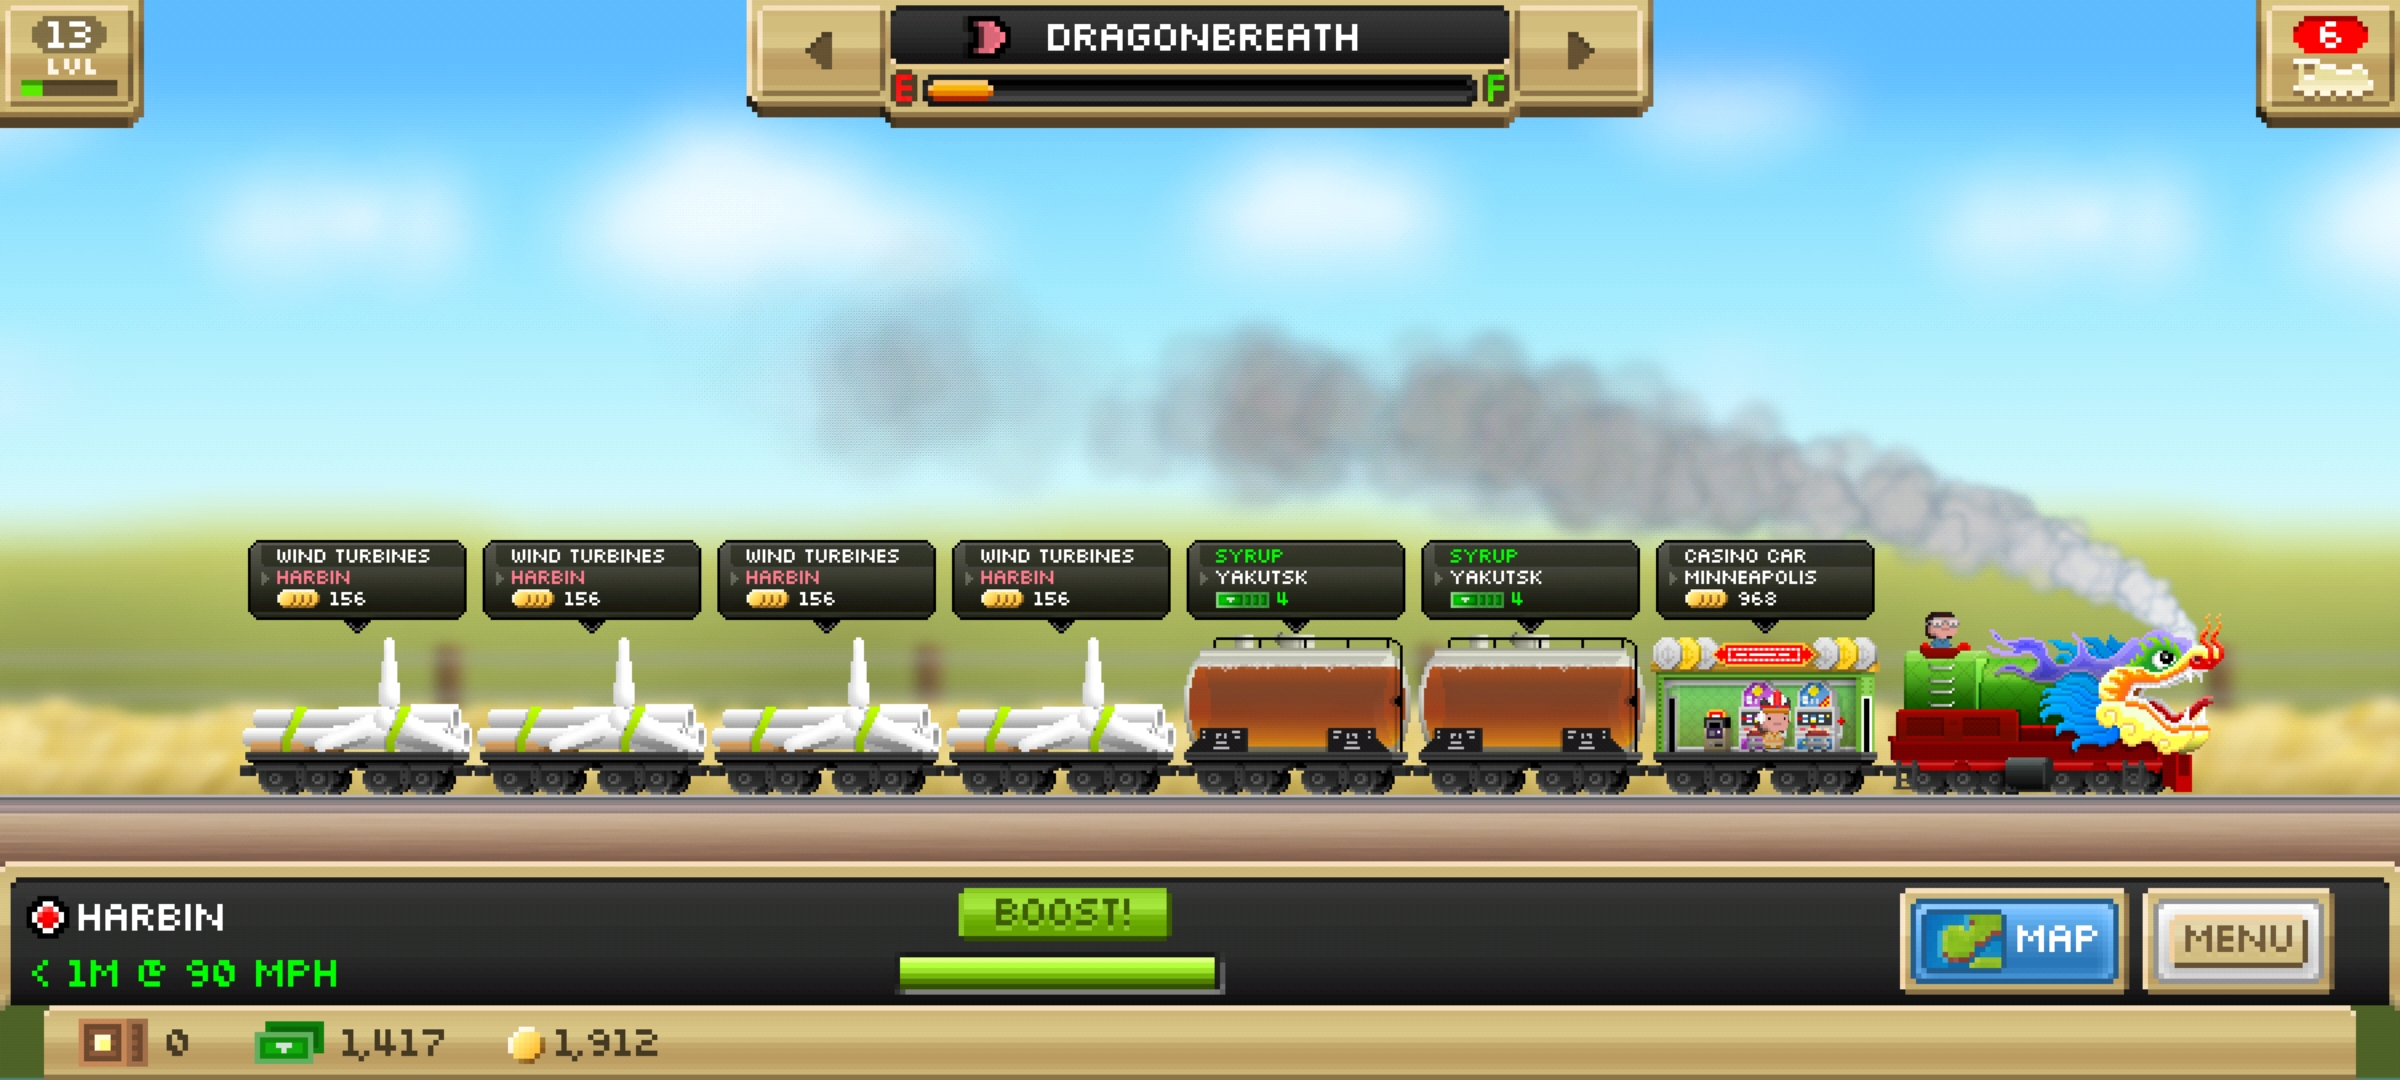 13
LVL
DRAGONBREATH
E F
6
WIND TURBINES
HARBIN
156
WIND TURBINES
HARBIN
156
WIND TURBINES
HARBIN
156
WIND TURBINES
HARBIN
156
SYRUP
YAKUTSK
4
SYRUP
YAKUTSK
4
CASINO CAR
MINNEAPOLIS
968
HARBIN
< 1M @ 90 MPH
BOOST!
MAP
MENU
0
1,417
1,912